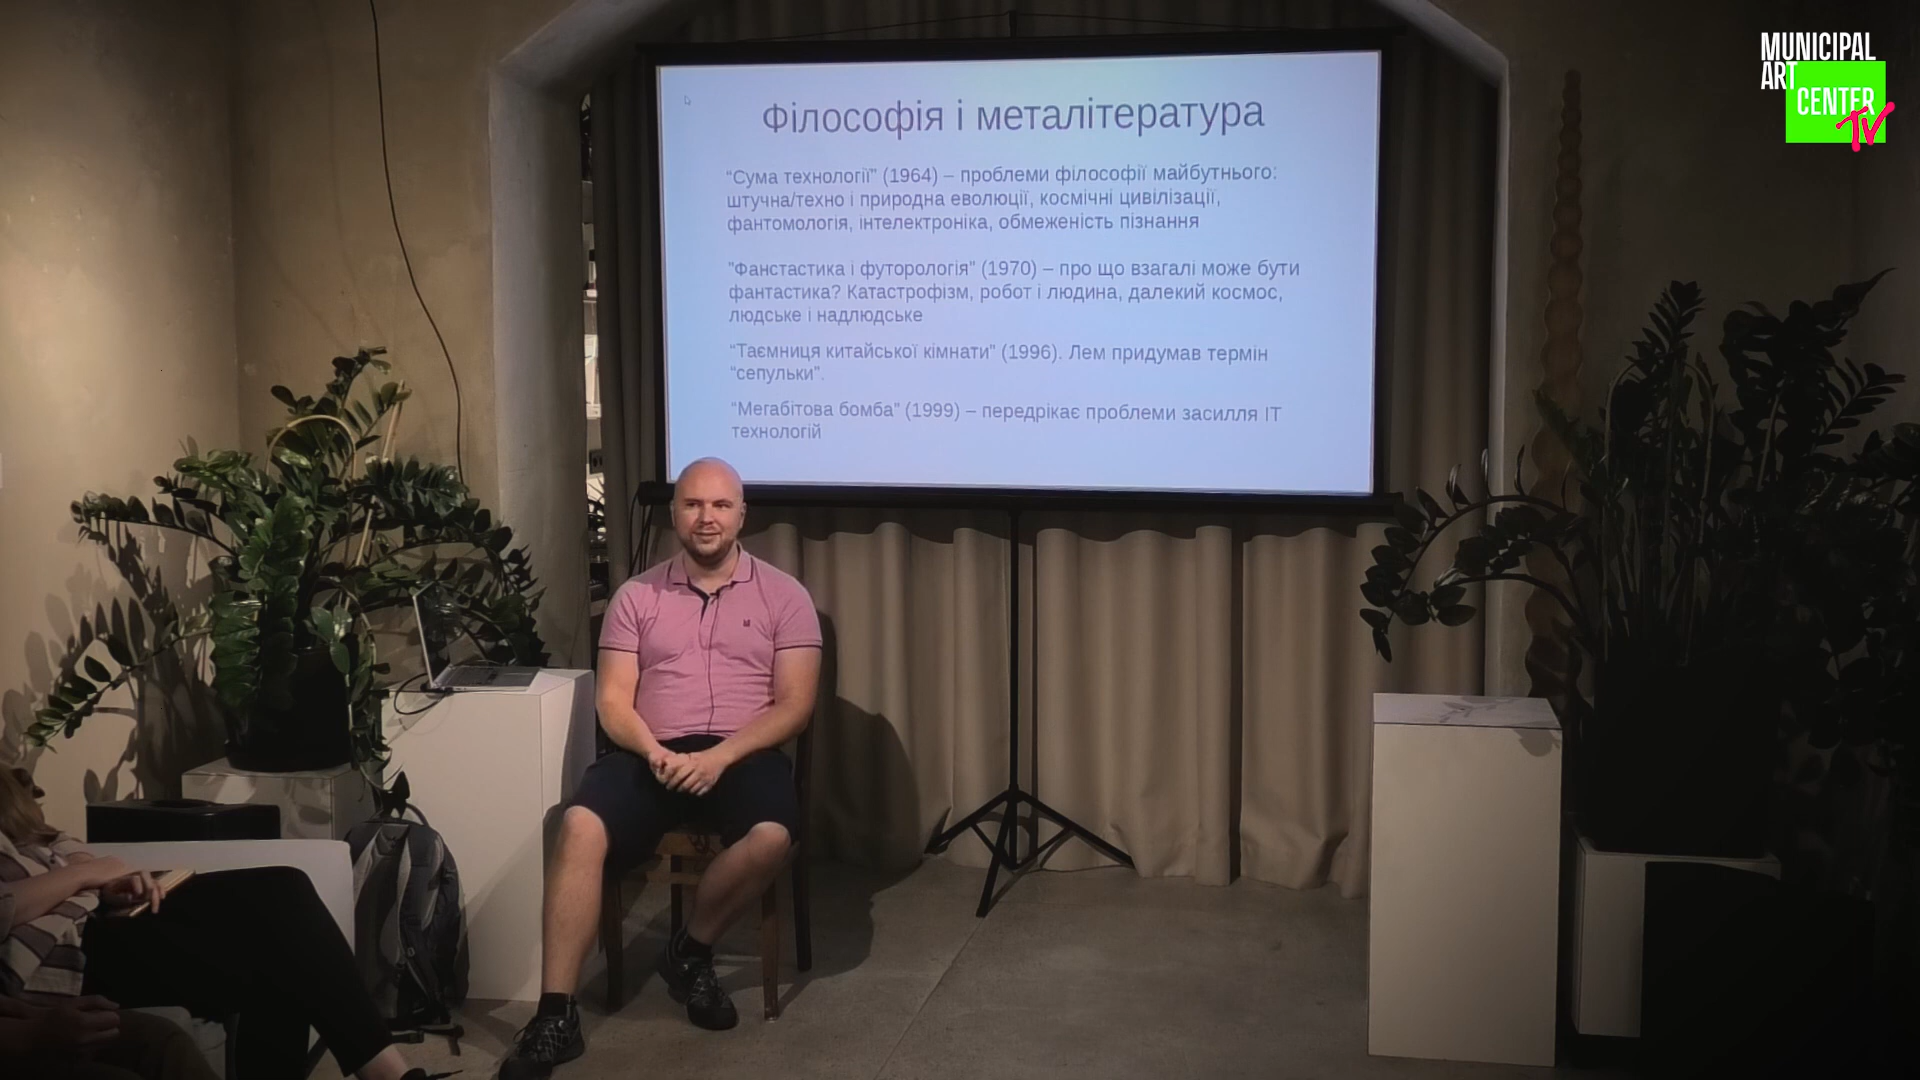 MUNICIPAL
ART
CENTER
TV
Філософія і металітература
“Сума технології” (1964) – проблеми філософії майбутнього:
штучна/техно і природна еволюції, космічні цивілізації,
фантомологія, інтелектроніка, обмеженість пізнання
"Фанстастика і футорологія" (1970) – про що взагалі може бути
фантастика? Катастрофізм, робот і людина, далекий космос,
людське і надлюдське
“Таємниця китайської кімнати” (1996). Лем придумав термін
“сепульки”.
“Мегабітова бомба” (1999) – передрікає проблеми засилля ІТ
технологій